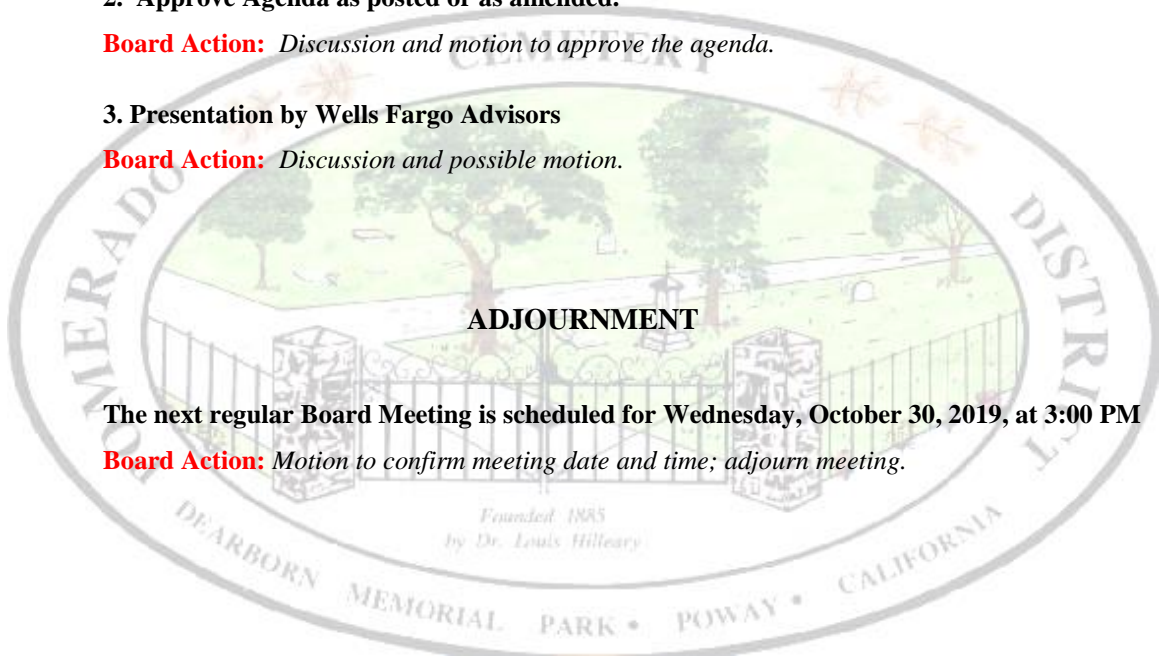 2. Approve Agenda as posted or as amended.
Board Action: Discussion and motion to approve the agenda.
CEMETERY
3. Presentation by Wells Fargo Advisors
Board Action: Discussion and possible motion.
POMERADO
DISTRICT
ADJOURNMENT
The next regular Board Meeting is scheduled for Wednesday, October 30, 2019, at 3:00 PM
Board Action: Motion to confirm meeting date and time; adjourn meeting.
Founded 1885
by Dr. Louis Hilleary
DEARBORN MEMORIAL PARK • POWAY • CALIFORNIA